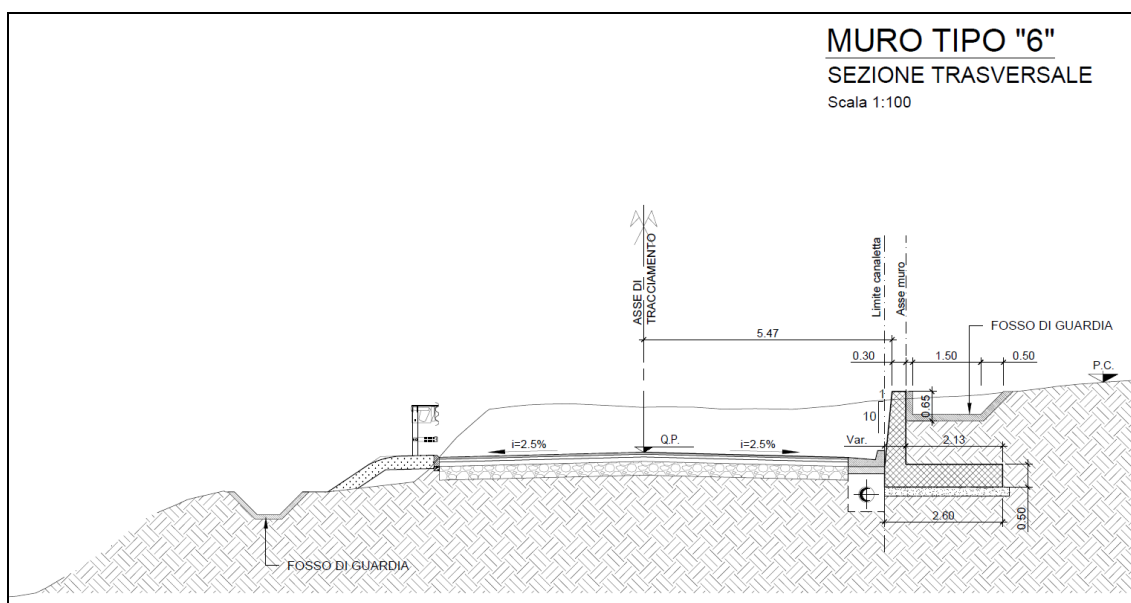 MURO TIPO "6"
SEZIONE TRASVERSALE
Scala 1:100
ASSE DI
TRACCIAMENTO
Limite canaletta
Asse muro
FOSSO DI GUARDIA
5.47
0.30
1.50
0.50
P.C.
1
10
0.65
Q.P.
i=2.5%
i=2.5%
Var.
2.13
2.60
0.50
FOSSO DI GUARDIA